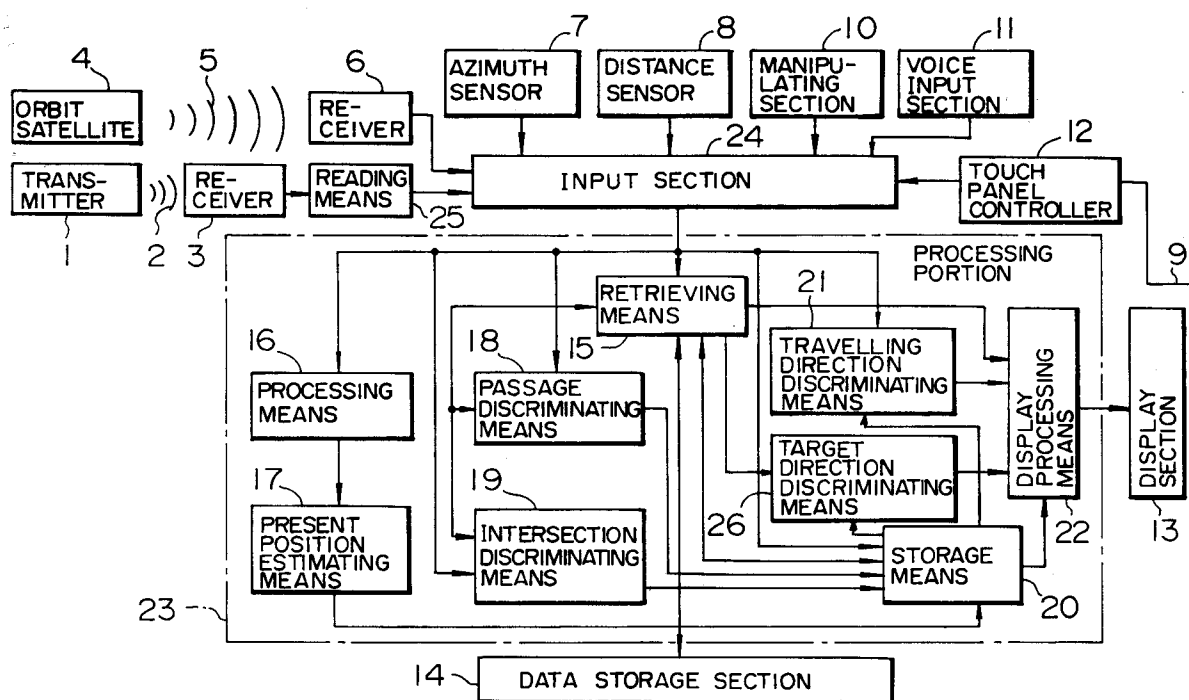 4
5
6
7
8
10
11
ORBIT
SATELLITE
RE-
CEIVER
AZIMUTH
SENSOR
DISTANCE
SENSOR
MANIPU-
LATING
SECTION
VOICE
INPUT
SECTION
24
12
TRANS-
MITTER
RE-
CEIVER
READING
MEANS
INPUT SECTION
TOUCH
PANEL
CONTROLLER
1
2
3
25
9
PROCESSING
PORTION
RETRIEVING
MEANS
15
21
16
18
PROCESSING
MEANS
PASSAGE
DISCRIMINATING
MEANS
TRAVELLING
DIRECTION
DISCRIMINATING
MEANS
DISPLAY
PROCESSING
MEANS
DISPLAY
SECTION
17
19
TARGET
DIRECTION
DISCRIMINATING
MEANS
26
22
13
PRESENT
POSITION
ESTIMATING
MEANS
INTERSECTION
DISCRIMINATING
MEANS
STORAGE
MEANS
20
23
14
DATA STORAGE SECTION